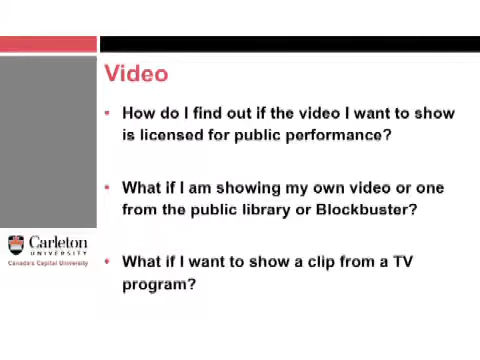 Video
• How do I find out if the video I want to show
is licensed for public performance?
• What if I am showing my own video or one
from the public library or Blockbuster?
• What if I want to show a clip from a TV
program?
Carleton
UNIVERSITY
Canada's Capital University